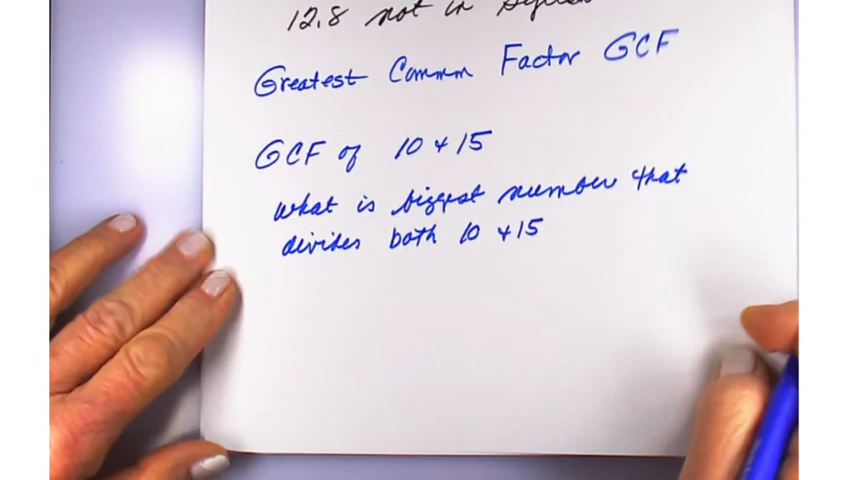 12.8 not in
Greatest Comm Factor GCF
GCF of 10 + 15
what is biggest number that
divides both 10 + 15